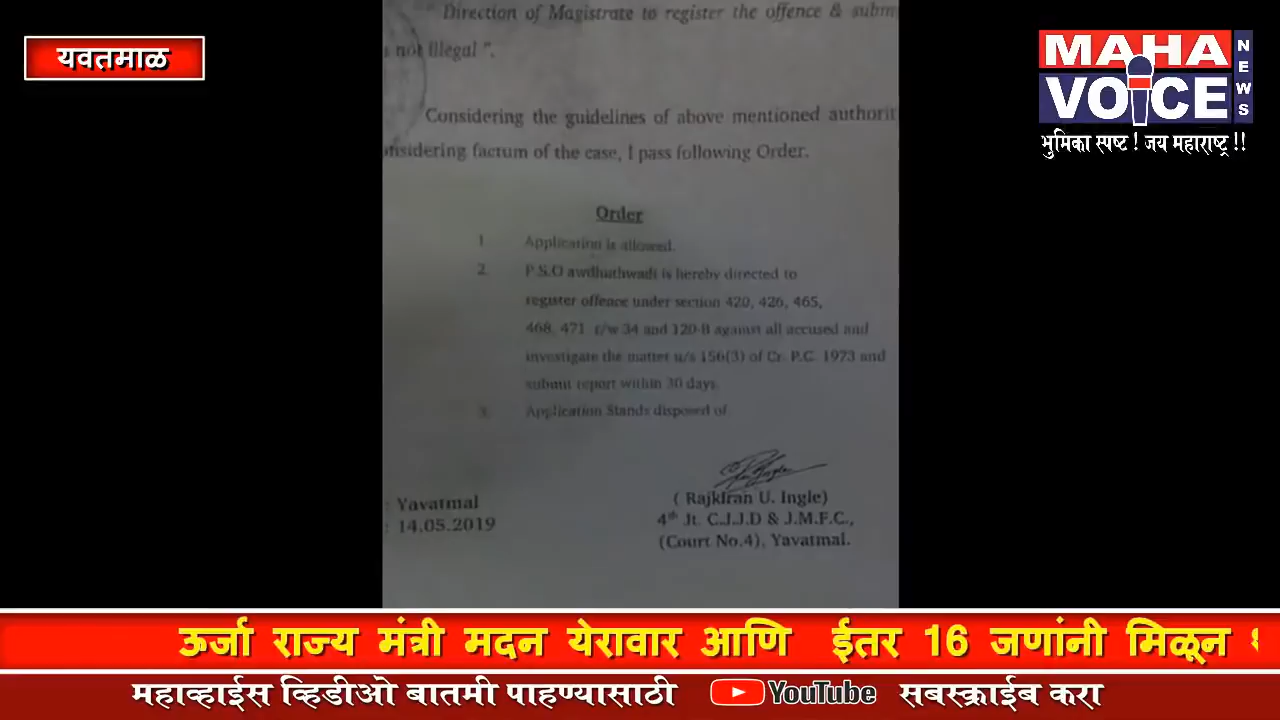 यवतमाळ
MAHA
VOICE
NEWS
भुमिका स्पष्ट ! जय महाराष्ट्र !!
Direction of Magistrate to register the offence & subm
not illegal ".
Considering the guidelines of above mentioned authorit
nsidering factum of the case, I pass following Order.
Order
1. Application is allowed.
2. P.S.O awdhuthwadi is hereby directed to
register offence under section 420, 426, 465,
468, 471 r/w 34 and 120-B against all accused and
investigate the matter u/s 156(3) of Cr. P.C. 1973 and
submit report within 30 days.
3. Application Stands disposed of.
( Rajkiran U. Ingle)
: Yavatmal
4th Jt. C.J.J.D & J.M.F.C.,
: 14.05.2019
(Court No.4), Yavatmal.
ऊर्जा राज्य मंत्री मदन येरावार आणि ईतर 16 जणांनी मिळून
महाव्हाईस व्हिडीओ बातमी पाहण्यासाठी YouTube सबस्क्राईब करा